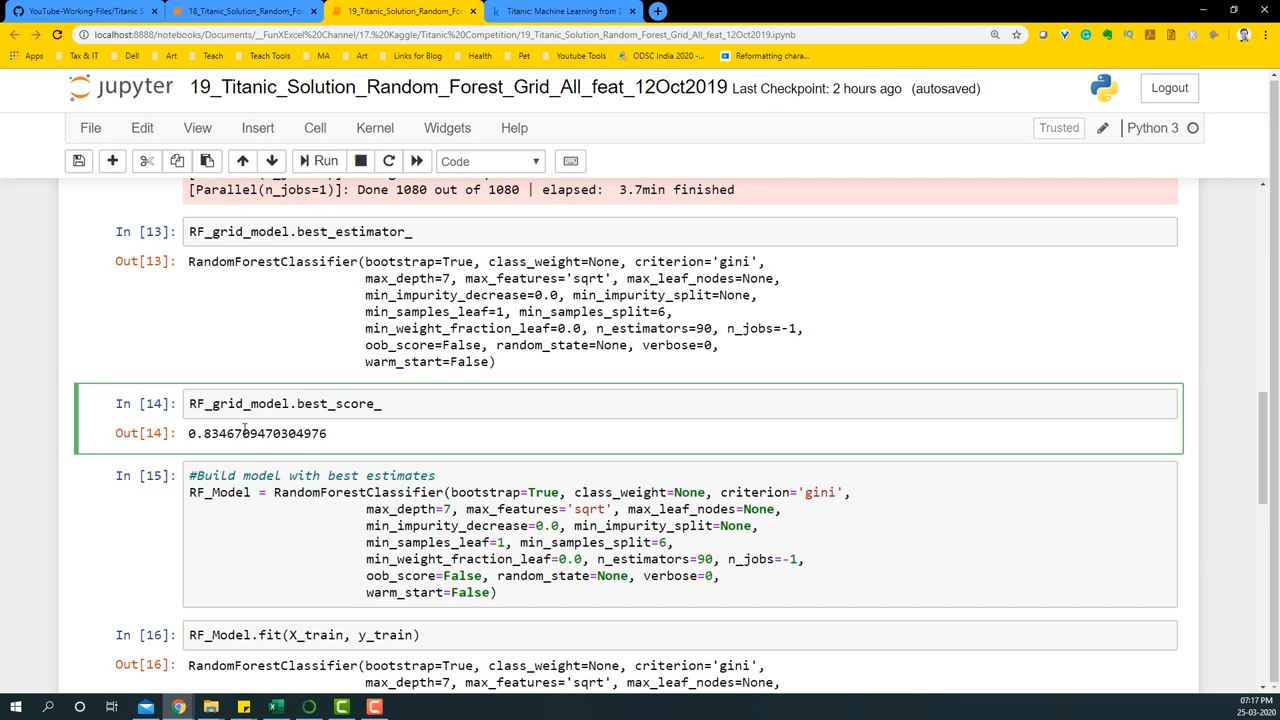 YouTube-Working-Files/Titanic S
18_Titanic_Solution_Random_For
19_Titanic_Solution_Random_For
Titanic: Machine Learning from D
localhost:8888/notebooks/Documents/__FunXExcel%20Channel/17.%20Kaggle/Titanic%20Competition/19_Titanic_Solution_Random_Forest_Grid_All_feat_12Oct2019.ipynb
Apps Tax & IT Dell Art Teach Teach Tools MA Art Links for Blog Health Pet Youtube Tools ODSC India 2020 -... Reformatting chara...
jupyter 19_Titanic_Solution_Random_Forest_Grid_All_feat_12Oct2019 Last Checkpoint: 2 hours ago (autosaved) Logout
File Edit View Insert Cell Kernel Widgets Help Trusted Python 3
Run Code
[Parallel(n_jobs=1)]: Done 1080 out of 1080 | elapsed: 3.7min finished
In [13]: RF_grid_model.best_estimator_
Out[13]: RandomForestClassifier(bootstrap=True, class_weight=None, criterion='gini',
max_depth=7, max_features='sqrt', max_leaf_nodes=None,
min_impurity_decrease=0.0, min_impurity_split=None,
min_samples_leaf=1, min_samples_split=6,
min_weight_fraction_leaf=0.0, n_estimators=90, n_jobs=-1,
oob_score=False, random_state=None, verbose=0,
warm_start=False)
In [14]: RF_grid_model.best_score_
Out[14]: 0.8346709470304976
In [15]: #Build model with best estimates
RF_Model = RandomForestClassifier(bootstrap=True, class_weight=None, criterion='gini',
max_depth=7, max_features='sqrt', max_leaf_nodes=None,
min_impurity_decrease=0.0, min_impurity_split=None,
min_samples_leaf=1, min_samples_split=6,
min_weight_fraction_leaf=0.0, n_estimators=90, n_jobs=-1,
oob_score=False, random_state=None, verbose=0,
warm_start=False)
In [16]: RF_Model.fit(X_train, y_train)
Out[16]: RandomForestClassifier(bootstrap=True, class_weight=None, criterion='gini',
max_depth=7, max_features='sqrt', max_leaf_nodes=None,
07:17 PM
25-03-2020